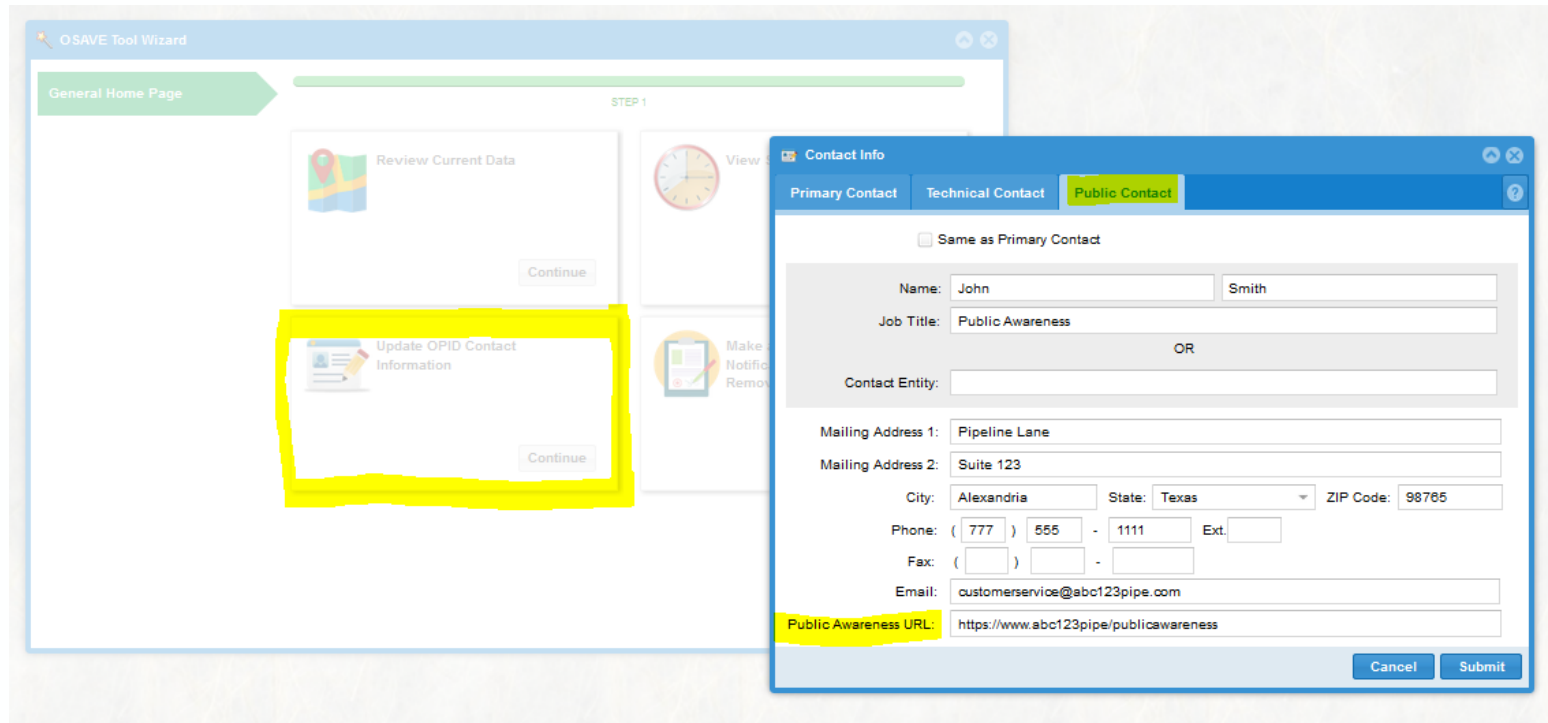 OSAVE Tool Wizard
General Home Page
STEP 1
Review Current Data
Continue
View
Update OPID Contact
Information
Continue
Make
Notific
Remov
Contact Info
Primary Contact Technical Contact Public Contact
Same as Primary Contact
Name: John Smith
Job Title: Public Awareness
OR
Contact Entity:
Mailing Address 1: Pipeline Lane
Mailing Address 2: Suite 123
City: Alexandria State: Texas ZIP Code: 98765
Phone: ( 777 ) 555 - 1111 Ext.
Fax: ( ) -
Email: customerservice@abc123pipe.com
Public Awareness URL: https://www.abc123pipe/publicawareness
Cancel Submit